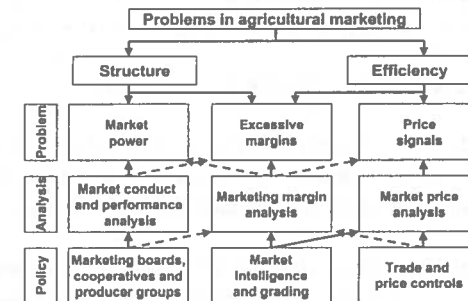 Problems in agricultural marketing
Structure
Efficiency
Problem
Market
power
Excessive
margins
Price
signals
Analysis
Market conduct
and performance
analysis
Marketing margin
analysis
Market price
analysis
Policy
Marketing boards,
cooperatives and
producer groups
Market
intelligence
and grading
Trade and
price controls